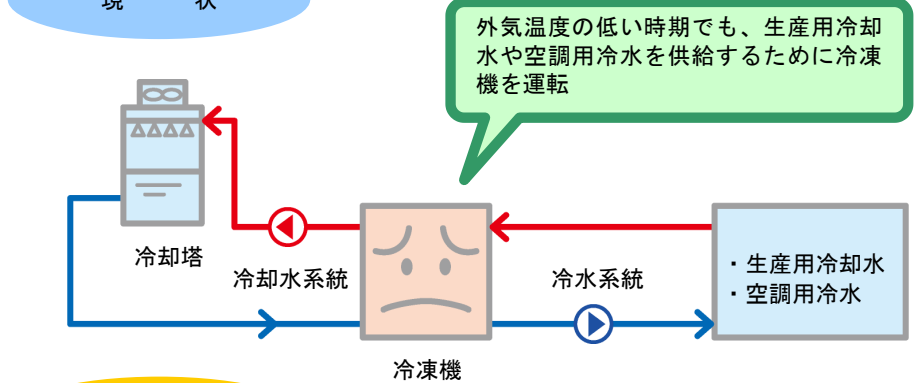 現　　　状
外気温度の低い時期でも、生産用冷却
水や空調用冷水を供給するために冷凍
機を運転
冷却塔
冷却水系統
冷水系統
・生産用冷却水
・空調用冷水
冷凍機